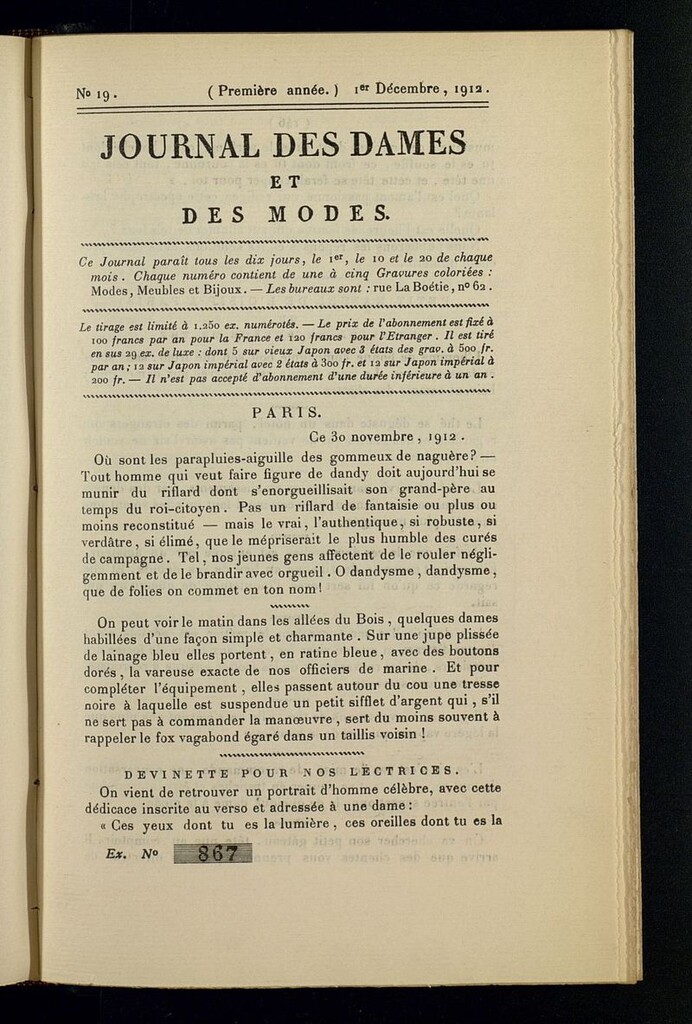 No 19. (Première année.) 1er Décembre, 1912.
JOURNAL DES DAMES
ET
DES MODES.
Ce Journal paraît tous les dix jours, le 1er, le 10 et le 20 de chaque
mois. Chaque numéro contient de une à cinq Gravures coloriées :
Modes, Meubles et Bijoux. — Les bureaux sont : rue La Boétie, no 62.
Le tirage est limité à 1.250 ex. numérotés. — Le prix de l'abonnement est fixé à
100 francs par an pour la France et 120 francs pour l'Etranger. Il est tiré
en sus 29 ex. de luxe : dont 5 sur vieux Japon avec 3 états des grav. à 500 fr.
par an ; 12 sur Japon impérial avec 2 états à 300 fr. et 12 sur Japon impérial à
200 fr. — Il n'est pas accepté d'abonnement d'une durée inférieure à un an.
PARIS.
Ce 30 novembre, 1912.
Où sont les parapluies-aiguille des gommeux de naguère? —
Tout homme qui veut faire figure de dandy doit aujourd'hui se
munir du riflard dont s'enorgueillisait son grand-père au
temps du roi-citoyen. Pas un riflard de fantaisie ou plus ou
moins reconstitué — mais le vrai, l'authentique, si robuste, si
verdâtre, si élimé, que le mépriserait le plus humble des curés
de campagne. Tel, nos jeunes gens affectent de le rouler négli-
gemment et de le brandir avec orgueil. O dandysme, dandysme,
que de folies on commet en ton nom!
On peut voir le matin dans les allées du Bois, quelques dames
habillées d'une façon simple et charmante. Sur une jupe plissée
de lainage bleu elles portent, en ratine bleue, avec des boutons
dorés, la vareuse exacte de nos officiers de marine. Et pour
compléter l'équipement, elles passent autour du cou une tresse
noire à laquelle est suspendue un petit sifflet d'argent qui, s'il
ne sert pas à commander la manœuvre, sert du moins souvent à
rappeler le fox vagabond égaré dans un taillis voisin !
DEVINETTE POUR NOS LECTRICES.
On vient de retrouver un portrait d'homme célèbre, avec cette
dédicace inscrite au verso et adressée à une dame :
« Ces yeux dont tu es la lumière, ces oreilles dont tu es la
Ex. No 867